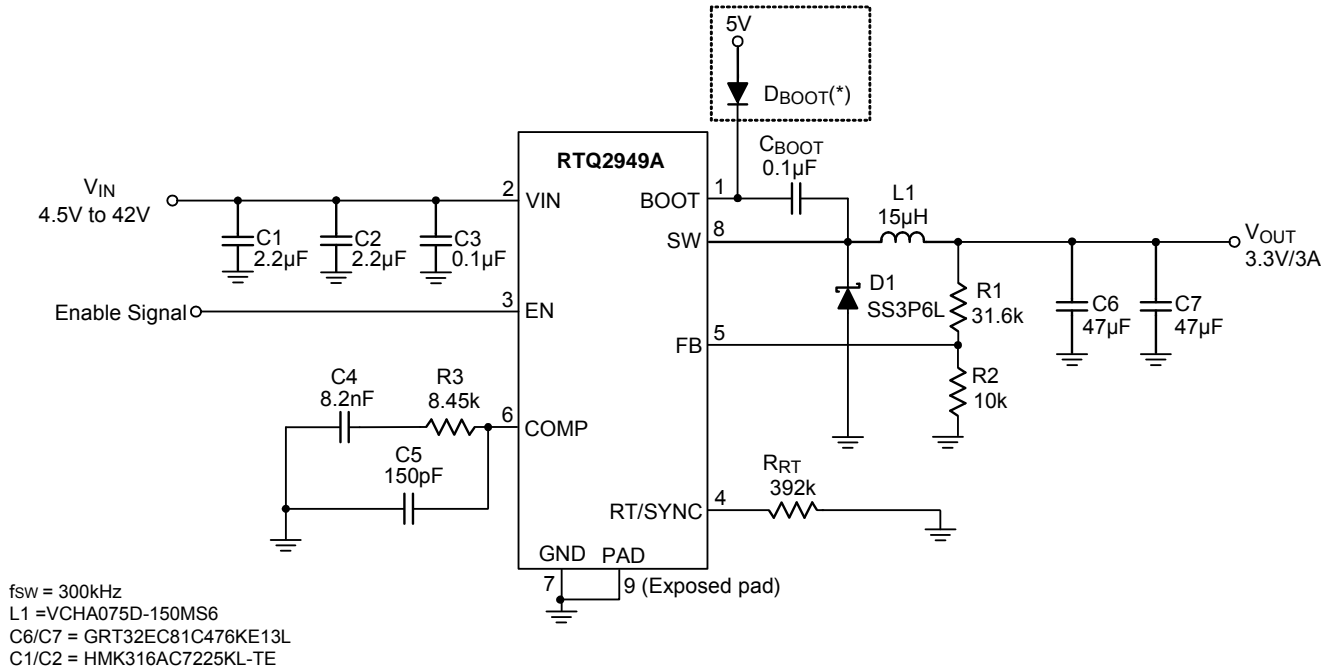 5V
DBOOT(*)
RTQ2949A
CBOOT
0.1µF
VIN
4.5V to 42V
2
VIN
BOOT
1
L1
15µH
C1
2.2µF
C2
2.2µF
C3
0.1µF
SW
8
VOUT
3.3V/3A
Enable Signal
3
EN
D1
SS3P6L
R1
31.6k
C6
47µF
C7
47µF
FB
5
C4
8.2nF
R3
8.45k
R2
10k
6
COMP
C5
150pF
RRT
392k
RT/SYNC
4
GND
PAD
7
9 (Exposed pad)
fSW = 300kHz
L1 =VCHA075D-150MS6
C6/C7 = GRT32EC81C476KE13L
C1/C2 = HMK316AC7225KL-TE